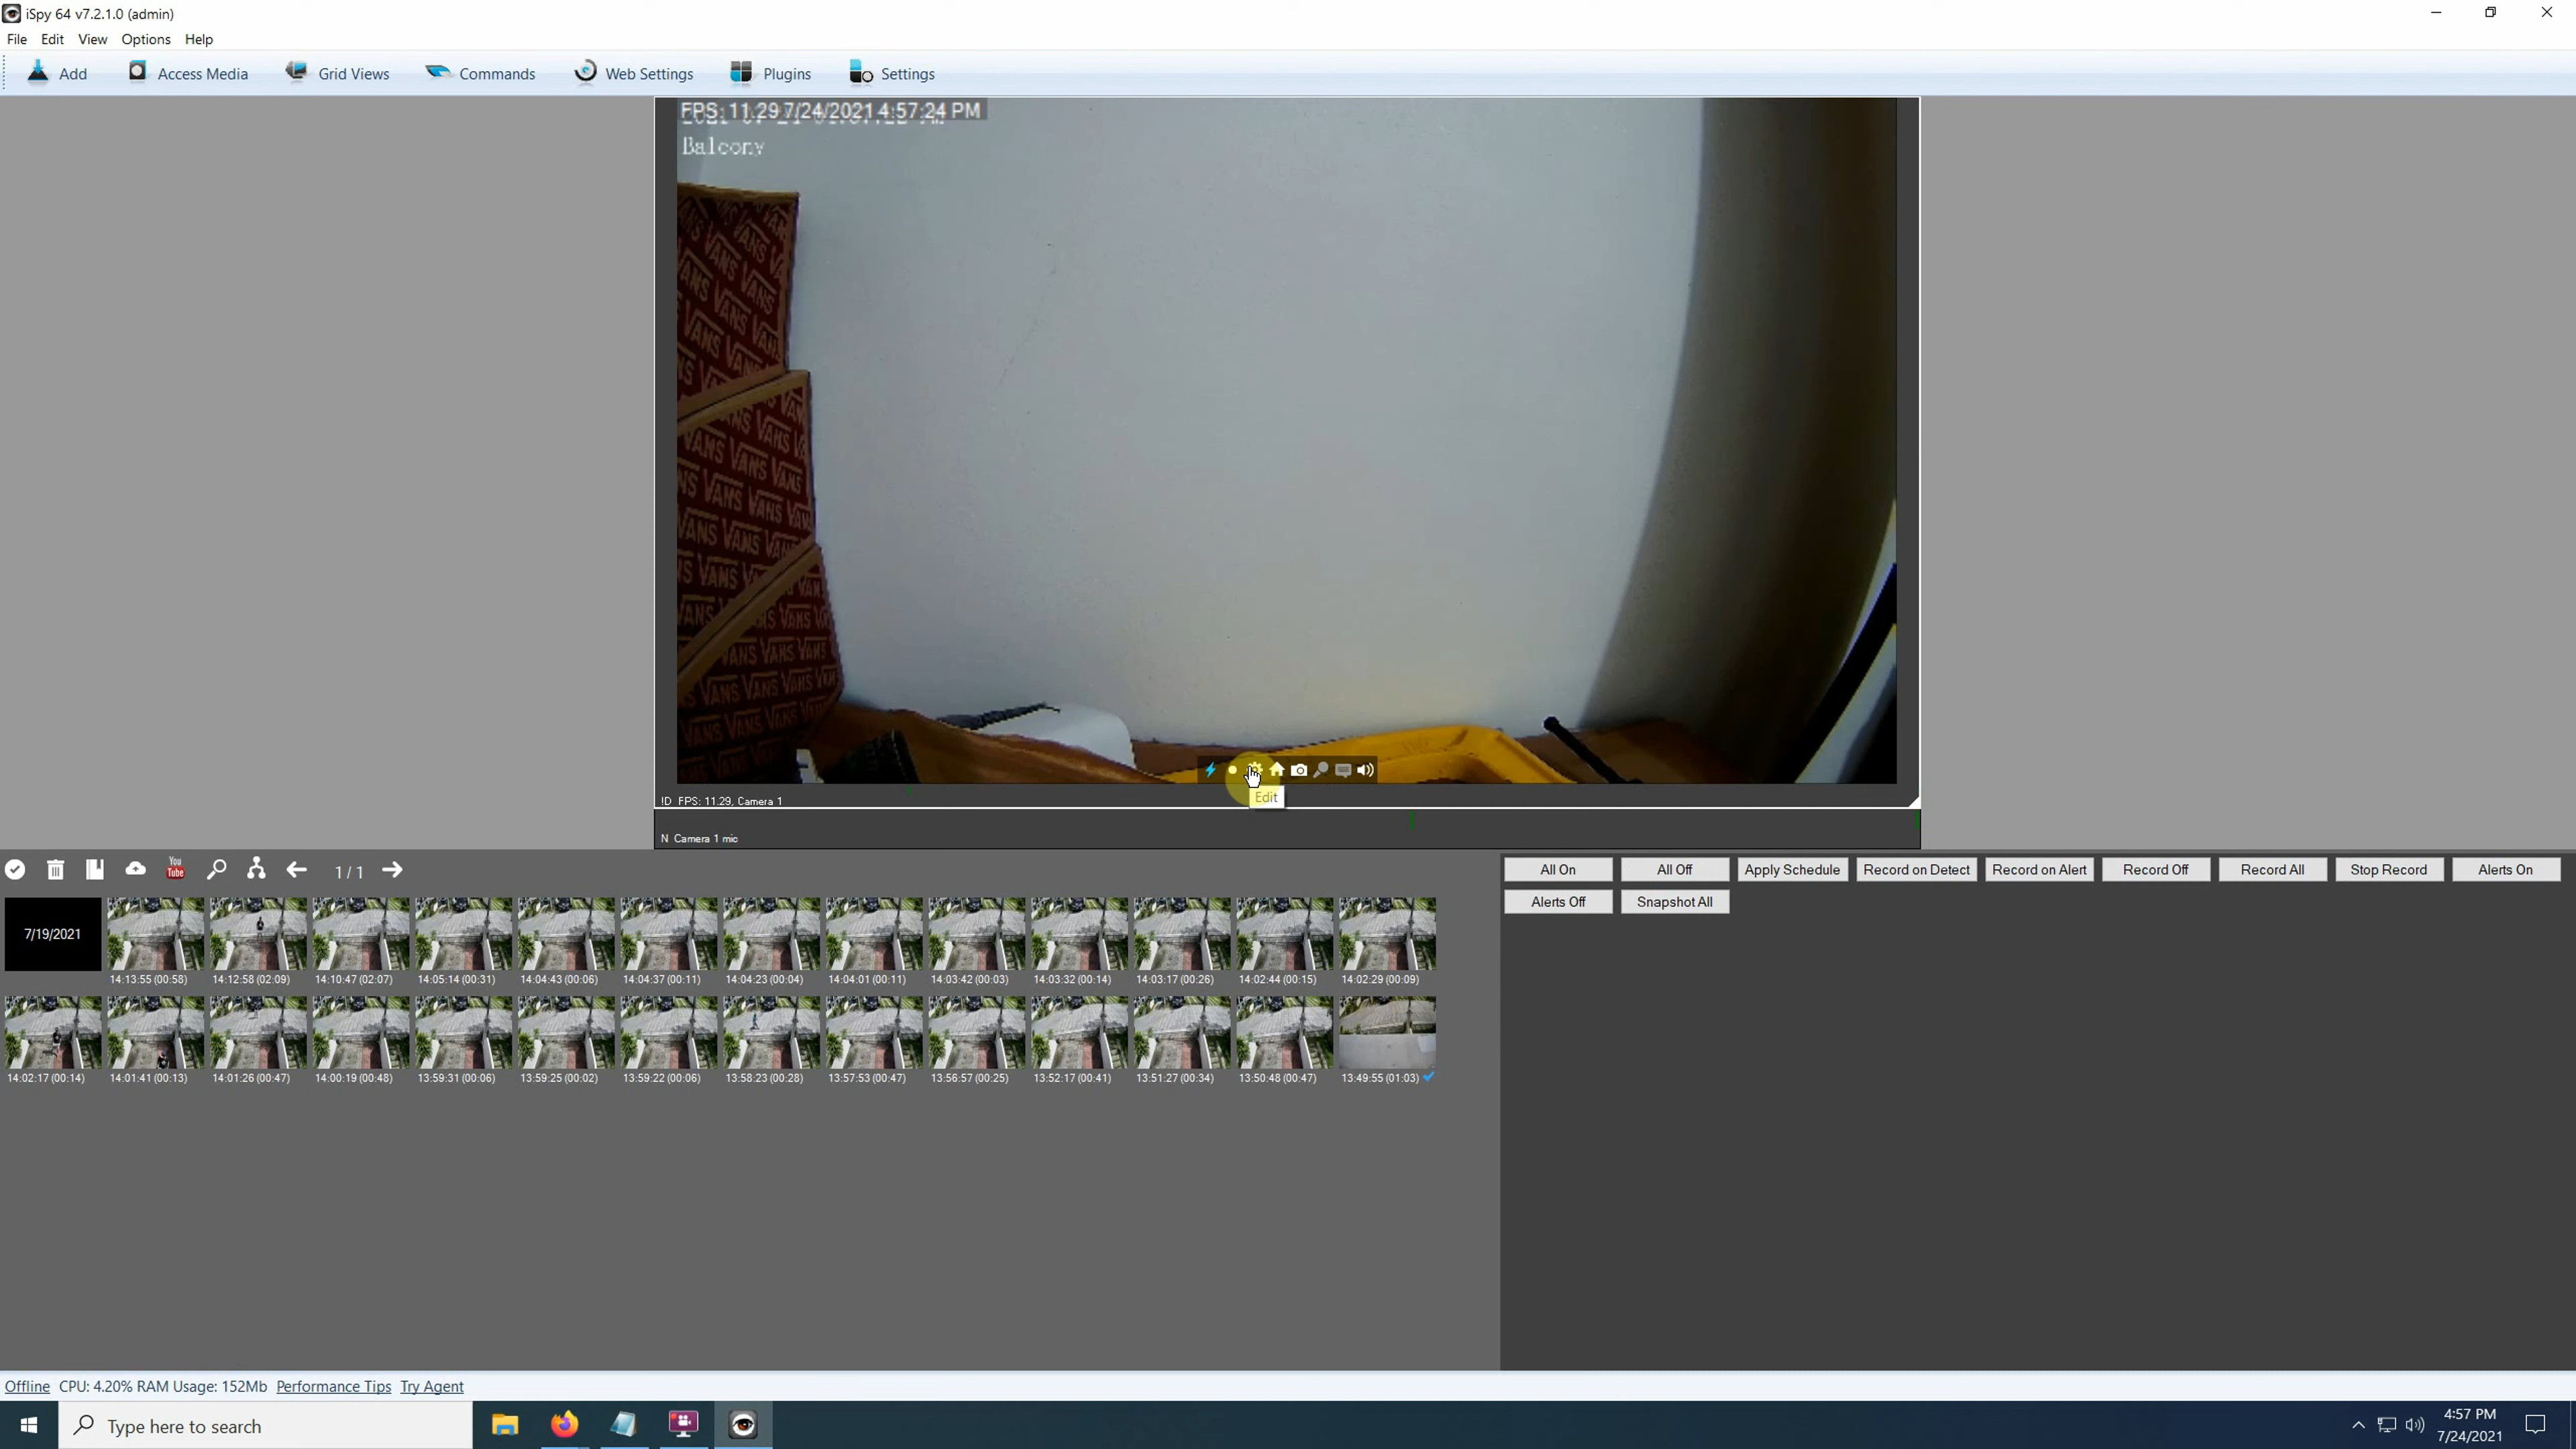 iSpy 64 v7.2.1.0 (admin)
File Edit View Options Help
Add Access Media Grid Views Commands Web Settings Plugins Settings
FPS: 11.29 7/24/2021 4:57:24 PM
Balcony
Edit
!D FPS: 11.29, Camera 1
N Camera 1 mic
You Tube 1 / 1
All On All Off Apply Schedule Record on Detect Record on Alert Record Off Record All Stop Record Alerts On
Alerts Off Snapshot All
7/19/2021
14:13:55 (00:58) 14:12:58 (02:09) 14:10:47 (02:07) 14:05:14 (00:31) 14:04:43 (00:06) 14:04:37 (00:11) 14:04:23 (00:04) 14:04:01 (00:11) 14:03:42 (00:03) 14:03:32 (00:14) 14:03:17 (00:26) 14:02:44 (00:15) 14:02:29 (00:09)
14:02:17 (00:14) 14:01:41 (00:13) 14:01:26 (00:47) 14:00:19 (00:48) 13:59:31 (00:06) 13:59:25 (00:02) 13:59:22 (00:06) 13:58:23 (00:28) 13:57:53 (00:47) 13:56:57 (00:25) 13:52:17 (00:41) 13:51:27 (00:34) 13:50:48 (00:47) 13:49:55 (01:03)
Offline CPU: 4.20% RAM Usage: 152Mb Performance Tips Try Agent
Type here to search
4:57 PM
7/24/2021